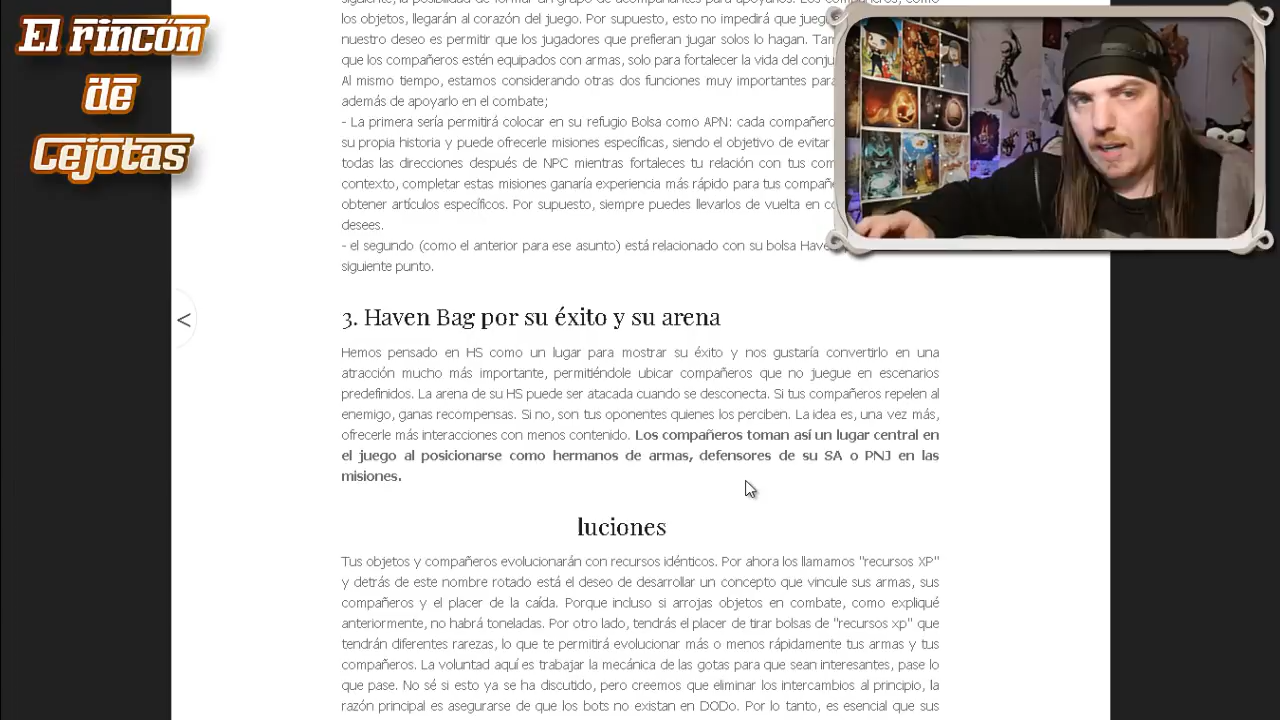 El rincón
de
Cejotas
siguiente, la posibilidad de formar un grupo de acompañantes para apoyarlos. Los compañeros, como
los objetos, llegarán al corazón del juego. Por supuesto, esto no impedirá que
nuestro deseo es permitir que los jugadores que prefieran jugar solos lo hagan.
que los compañeros estén equipados con armas, solo para fortalecer la vida del
Al mismo tiempo, estamos considerando otras dos funciones muy importantes para
además de apoyarlo en el combate;
- La primera sería permitirá colocar en su refugio Bolsa como APN: cada compañero
su propia historia y puede ofrecerle misiones específicas, siendo el objetivo de evitar
todas las direcciones después de NPC mientras fortaleces tu relación con tus
contexto, completar estas misiones ganaría experiencia más rápido para tus
obtener artículos específicos. Por supuesto, siempre puedes llevarlos de vuelta en
desees.
- el segundo (como el anterior para ese asunto) está relacionado con su bolsa
siguiente punto.
<
3. Haven Bag por su éxito y su arena
Hemos pensado en HS como un lugar para mostrar su éxito y nos gustaría convertirlo en una
atracción mucho más importante, permitiéndole ubicar compañeros que no juegue en escenarios
predefinidos. La arena de su HS puede ser atacada cuando se desconecta. Si tus compañeros repelen al
enemigo, ganas recompensas. Si no, son tus oponentes quienes los perciben. La idea es, una vez más,
ofrecerle más interacciones con menos contenido. Los compañeros toman así un lugar central en
el juego al posicionarse como hermanos de armas, defensores de su SA o PNJ en las
misiones.
luciones
Tus objetos y compañeros evolucionarán con recursos idénticos. Por ahora los llamamos "recursos XP"
y detrás de este nombre rotado está el deseo de desarrollar un concepto que vincule sus armas, sus
compañeros y el placer de la caída. Porque incluso si arrojas objetos en combate, como expliqué
anteriormente, no habrá toneladas. Por otro lado, tendrás el placer de tirar bolsas de "recursos xp" que
tendrán diferentes rarezas, lo que te permitirá evolucionar más o menos rápidamente tus armas y tus
compañeros. La voluntad aquí es trabajar la mecánica de las gotas para que sean interesantes, pase lo
que pase. No sé si esto ya se ha discutido, pero creemos que eliminar los intercambios al principio, la
razón principal es asegurarse de que los bots no existan en DODo. Por lo tanto, es esencial que sus